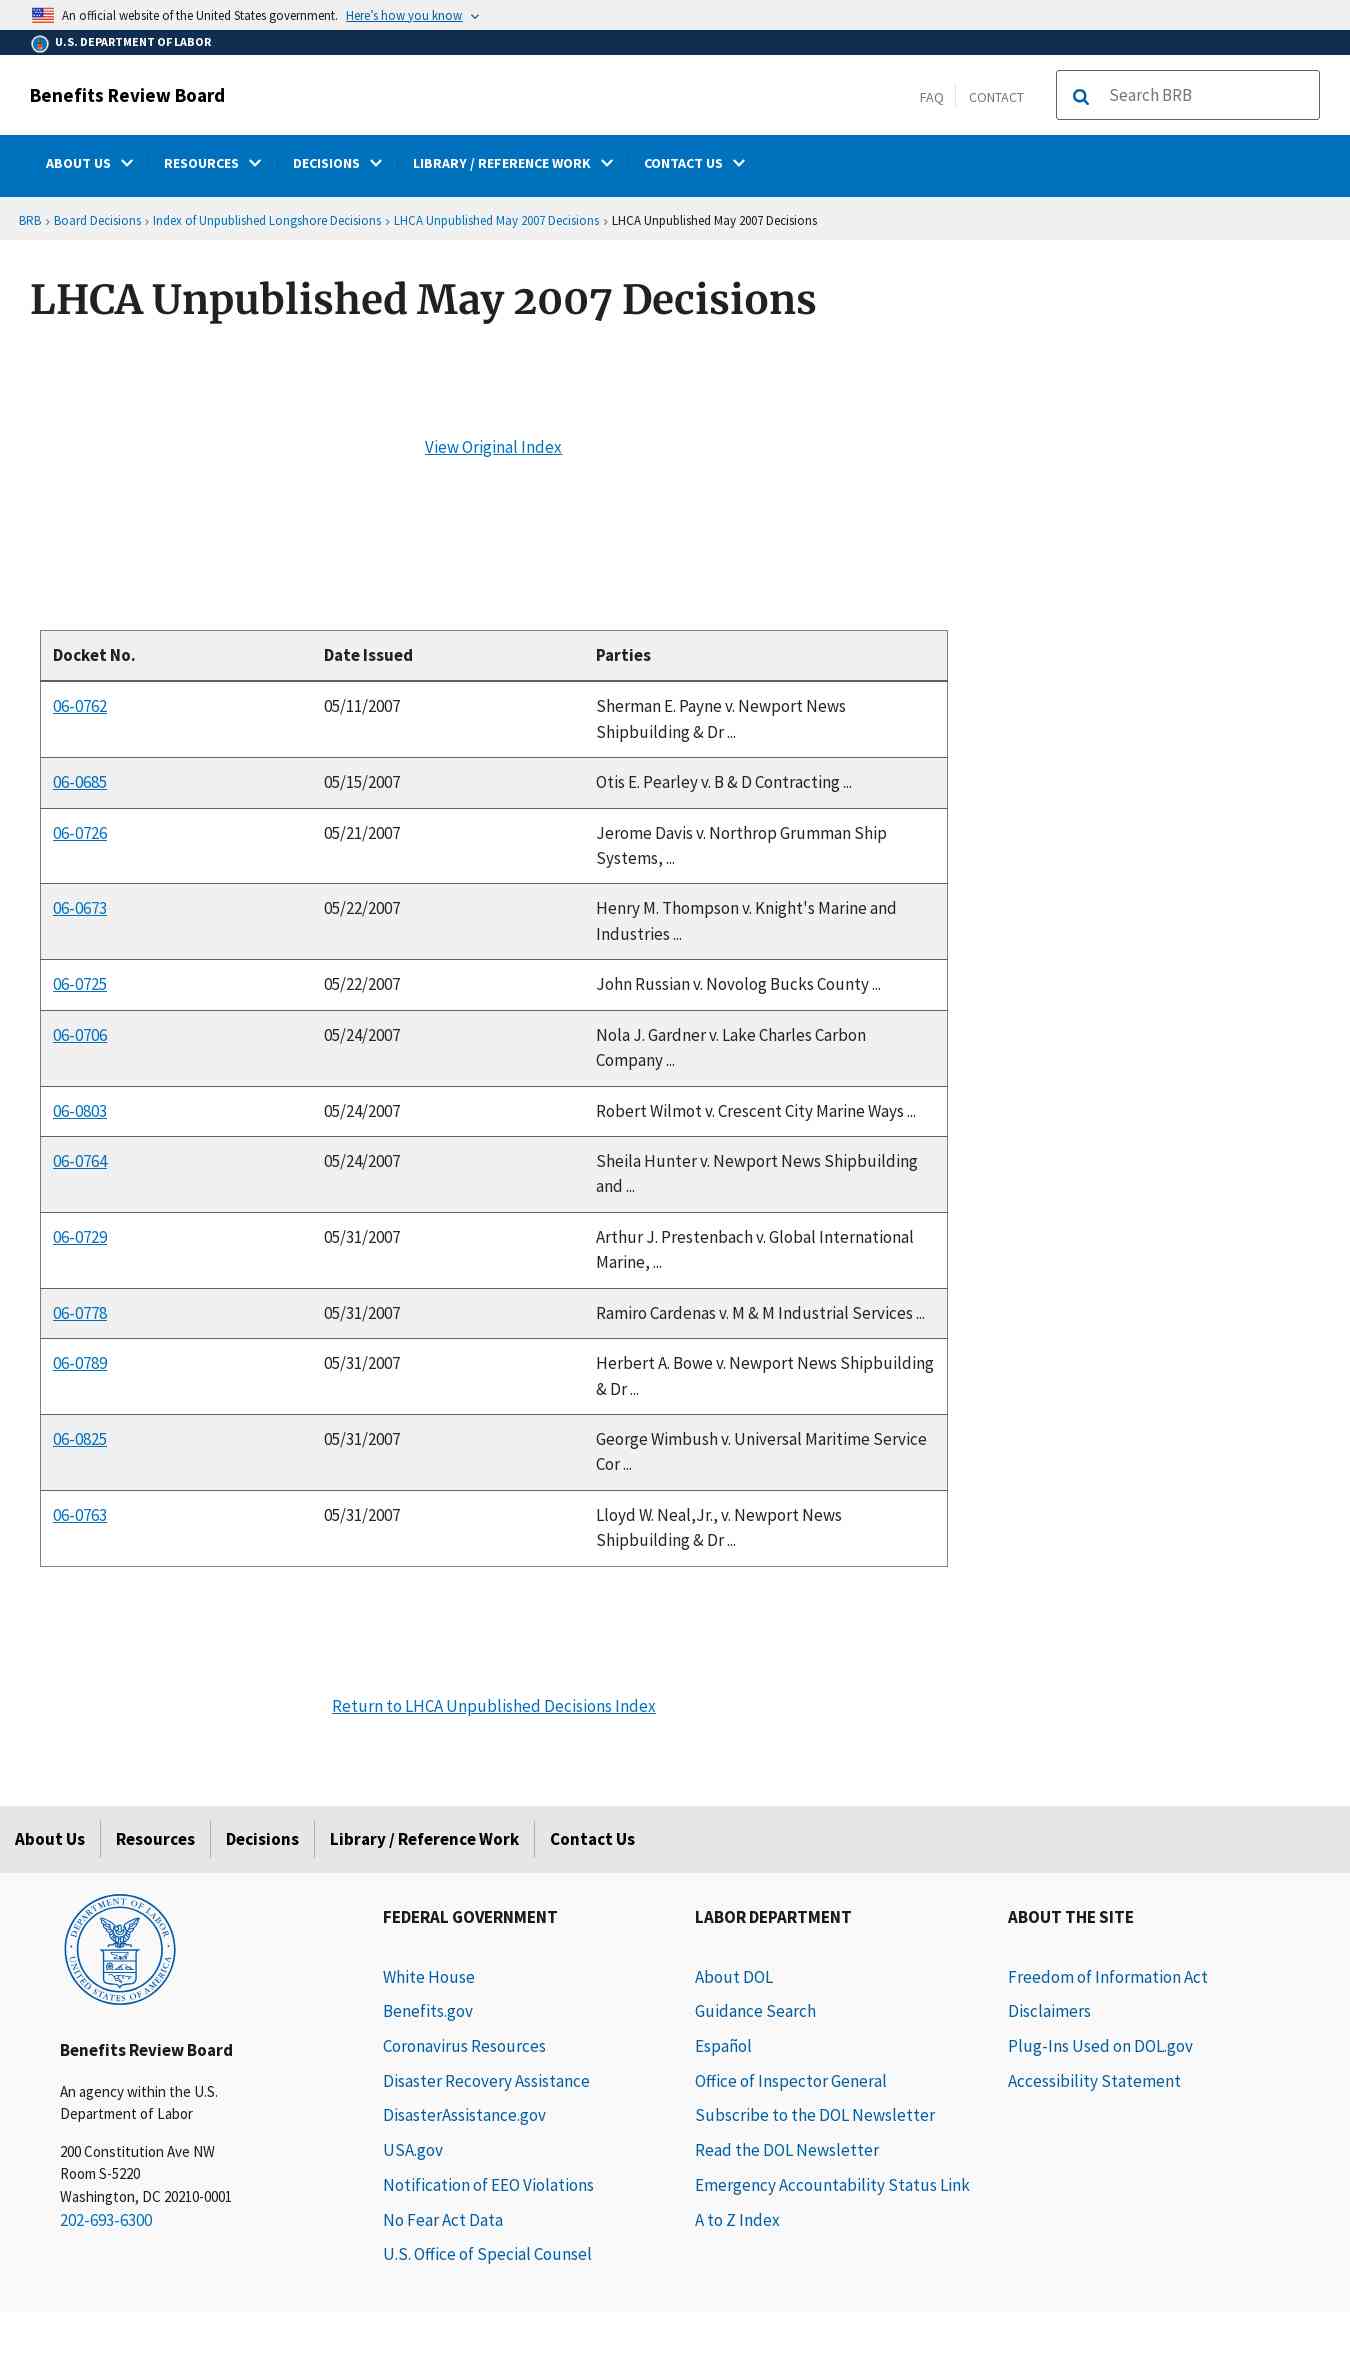 An official website of the United States government. Here's how you know
U.S. DEPARTMENT OF LABOR
Benefits Review Board
FAQ
CONTACT
Search BRB
ABOUT US
RESOURCES
DECISIONS
LIBRARY / REFERENCE WORK
CONTACT US
BRB › Board Decisions › Index of Unpublished Longshore Decisions › LHCA Unpublished May 2007 Decisions › LHCA Unpublished May 2007 Decisions
LHCA Unpublished May 2007 Decisions
View Original Index
Docket No. Date Issued Parties
06-0762 05/11/2007 Sherman E. Payne v. Newport News
Shipbuilding & Dr ...
06-0685 05/15/2007 Otis E. Pearley v. B & D Contracting ...
06-0726 05/21/2007 Jerome Davis v. Northrop Grumman Ship
Systems, ...
06-0673 05/22/2007 Henry M. Thompson v. Knight's Marine and
Industries ...
06-0725 05/22/2007 John Russian v. Novolog Bucks County ...
06-0706 05/24/2007 Nola J. Gardner v. Lake Charles Carbon
Company ...
06-0803 05/24/2007 Robert Wilmot v. Crescent City Marine Ways ...
06-0764 05/24/2007 Sheila Hunter v. Newport News Shipbuilding
and ...
06-0729 05/31/2007 Arthur J. Prestenbach v. Global International
Marine, ...
06-0778 05/31/2007 Ramiro Cardenas v. M & M Industrial Services ...
06-0789 05/31/2007 Herbert A. Bowe v. Newport News Shipbuilding
& Dr ...
06-0825 05/31/2007 George Wimbush v. Universal Maritime Service
Cor ...
06-0763 05/31/2007 Lloyd W. Neal,Jr., v. Newport News
Shipbuilding & Dr ...
Return to LHCA Unpublished Decisions Index
About Us
Resources
Decisions
Library / Reference Work
Contact Us
DEPARTMENT OF LABOR
UNITED STATES OF AMERICA
Benefits Review Board
An agency within the U.S.
Department of Labor
200 Constitution Ave NW
Room S-5220
Washington, DC 20210-0001
202-693-6300
FEDERAL GOVERNMENT
White House
Benefits.gov
Coronavirus Resources
Disaster Recovery Assistance
DisasterAssistance.gov
USA.gov
Notification of EEO Violations
No Fear Act Data
U.S. Office of Special Counsel
LABOR DEPARTMENT
About DOL
Guidance Search
Español
Office of Inspector General
Subscribe to the DOL Newsletter
Read the DOL Newsletter
Emergency Accountability Status Link
A to Z Index
ABOUT THE SITE
Freedom of Information Act
Disclaimers
Plug-Ins Used on DOL.gov
Accessibility Statement